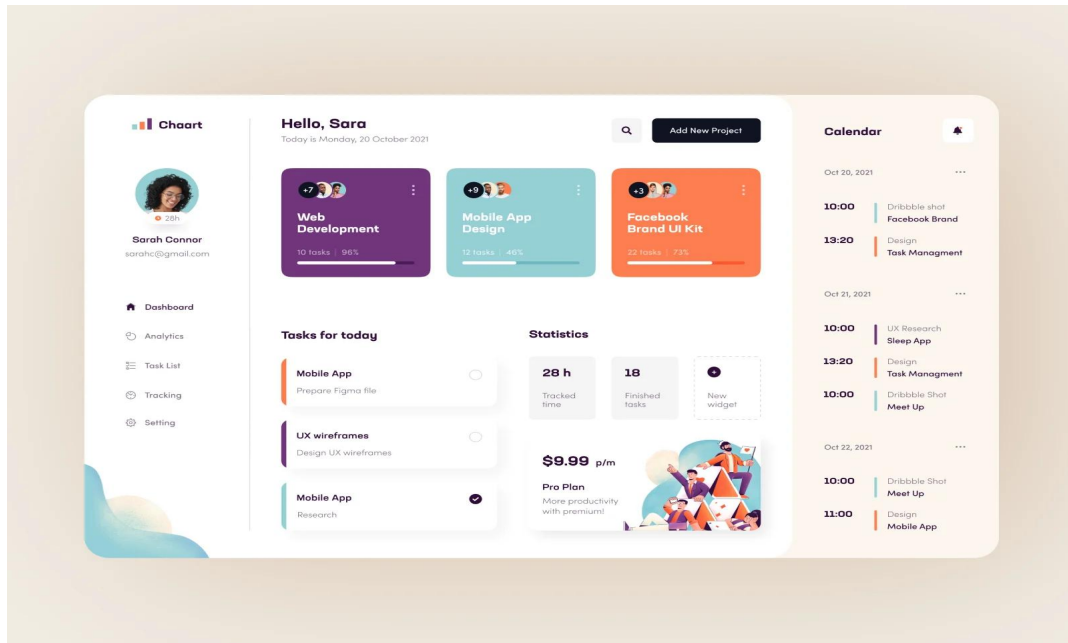 Chaart
28h
Sarah Connor
sarahc@gmail.com
Dashboard
Analytics
Task List
Tracking
Setting
Hello, Sara
Today is Monday, 20 October 2021
Add New Project
+7
Web
Development
10 tasks | 96%
+9
Mobile App
Design
12 tasks | 46%
+3
Facebook
Brand UI Kit
22 tasks | 73%
Tasks for today
Mobile App
Prepare Figma file
UX wireframes
Design UX wireframes
Mobile App
Research
Statistics
28 h
Tracked
time
18
Finished
tasks
New
widget
$9.99 p/m
Pro Plan
More productivity
with premium!
Calendar
Oct 20, 2021
10:00 Dribbble shot
Facebook Brand
13:20 Design
Task Managment
Oct 21, 2021
10:00 UX Research
Sleep App
13:20 Design
Task Managment
10:00 Dribbble Shot
Meet Up
Oct 22, 2021
10:00 Dribbble Shot
Meet Up
11:00 Design
Mobile App